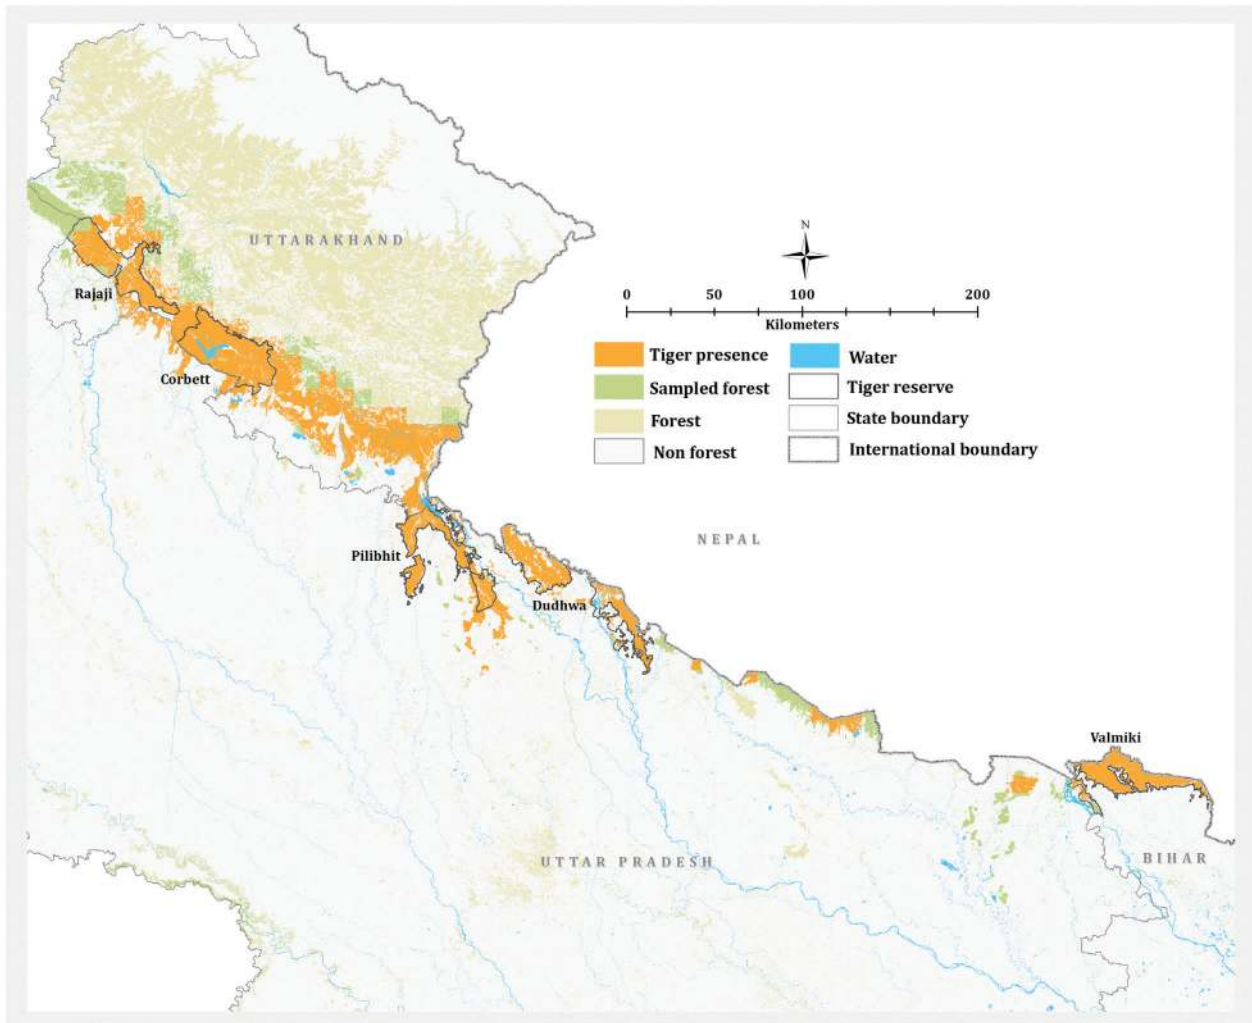 UTTARAKHAND
N
0 50 100 200
Kilometers
Rajaji
Tiger presence
Water
Corbett
Sampled forest
Tiger reserve
Forest
State boundary
Non forest
International boundary
Pilibhit
NEPAL
Dudhwa
Valmiki
UTTAR PRADESH
BIHAR